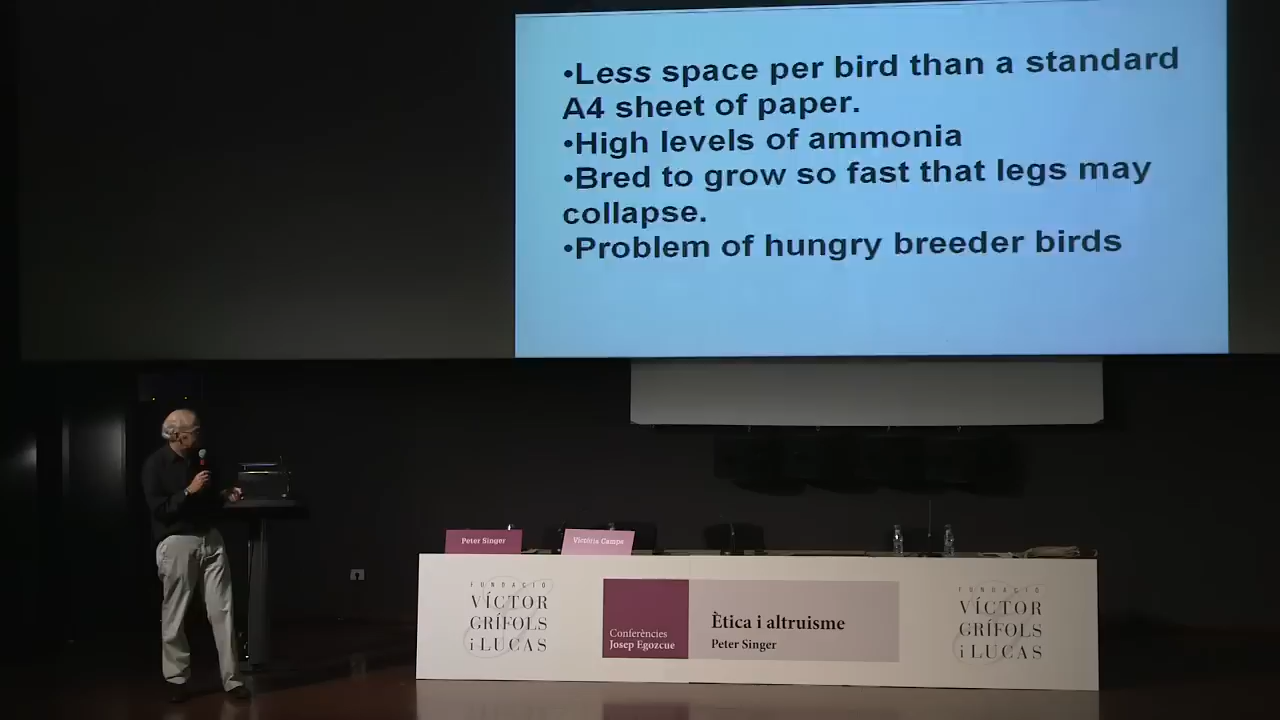 •Less space per bird than a standard
A4 sheet of paper.
•High levels of ammonia
•Bred to grow so fast that legs may
collapse.
•Problem of hungry breeder birds
Peter Singer
Victòria Camps
FUNDACIÓ
VÍCTOR
GRÍFOLS
i LUCAS
Conferències
Josep Egozcue
Ètica i altruisme
Peter Singer
FUNDACIÓ
VÍCTOR
GRÍFOLS
i LUCAS